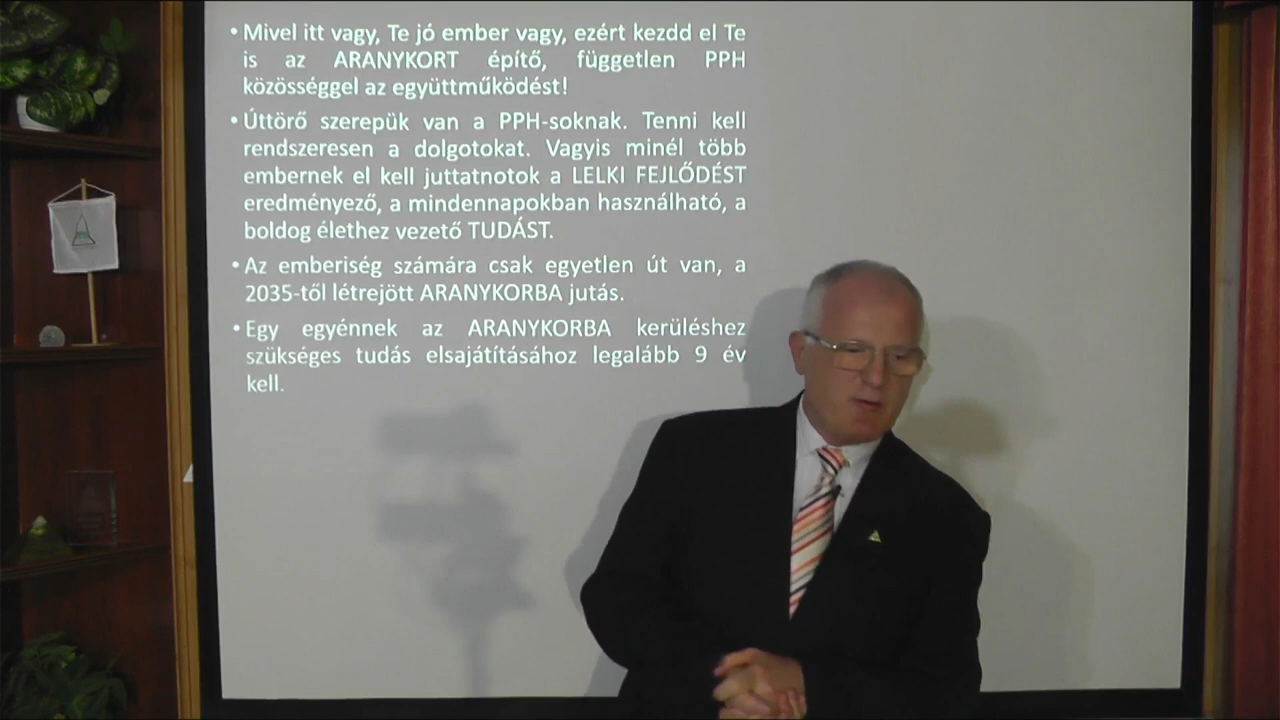 • Mivel itt vagy, Te jó ember vagy, ezért kezdd el Te
is az ARANYKORT építő, független PPH
közösséggel az együttműködést!
• Úttörő szerepük van a PPH-soknak. Tenni kell
rendszeresen a dolgotokat. Vagyis minél több
embernek el kell juttatnotok a LELKI FEJLŐDÉST
eredményező, a mindennapokban használható, a
boldog élethez vezető TUDÁST.
• Az emberiség számára csak egyetlen út van, a
2035-től létrejött ARANYKORBA jutás.
• Egy egyénnek az ARANYKORBA kerüléshez
szükséges tudás elsajátításához legalább 9 év
kell.